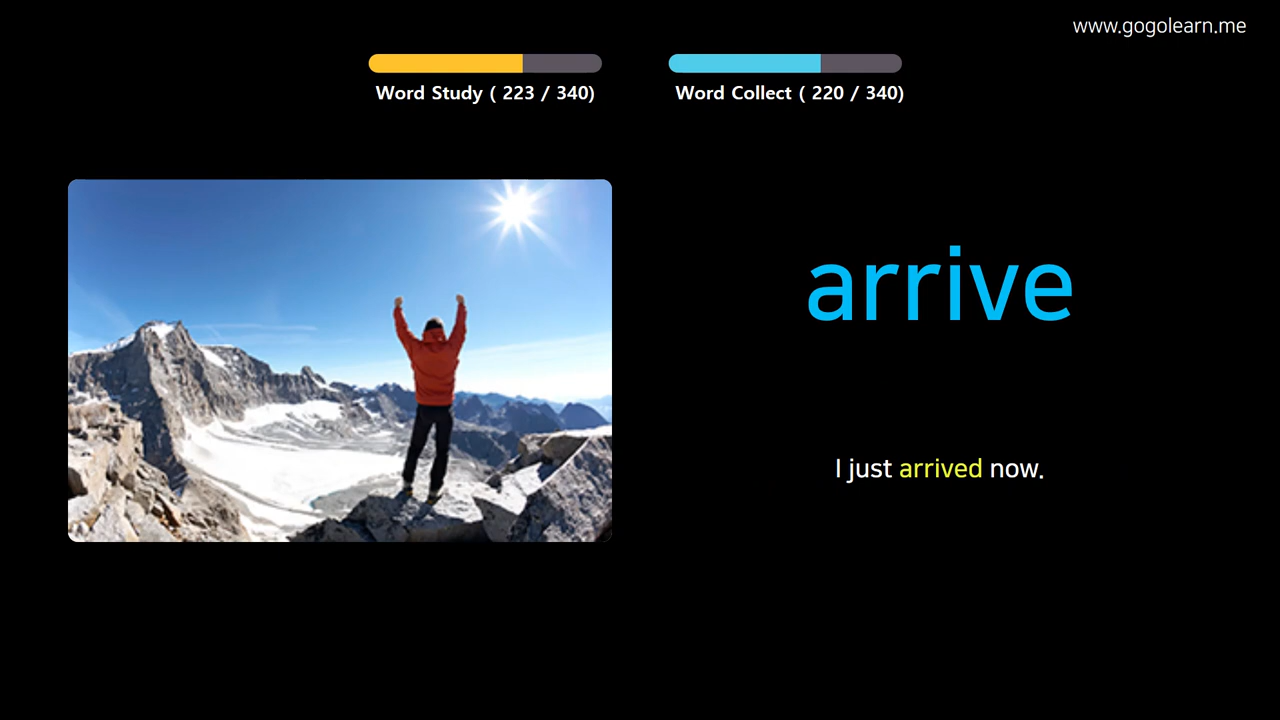 www.gogolearn.me
Word Study ( 223 / 340)
Word Collect ( 220 / 340)
arrive
I just arrived now.